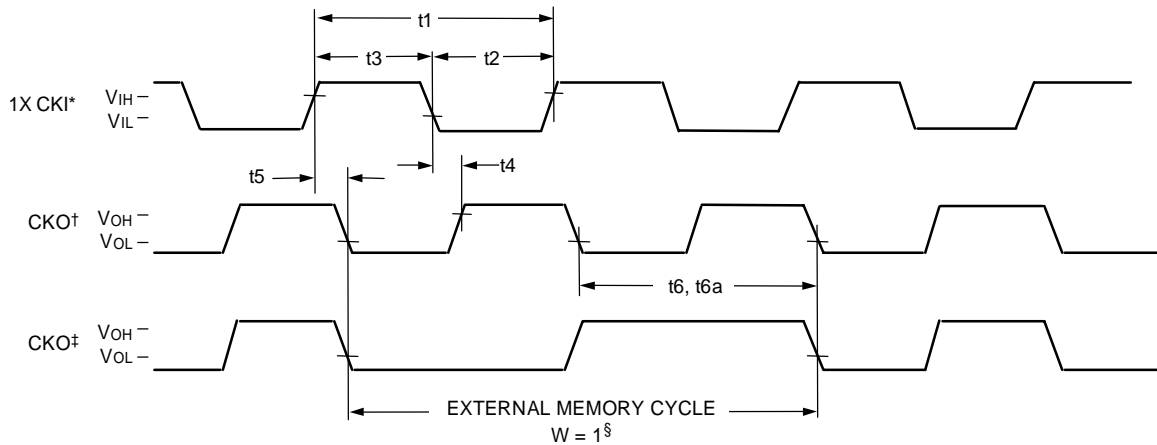 t1
t3
t2
1X CKI*
VIH
VIL
t5
t4
CKO†
VOH
VOL
t6, t6a
CKO‡
VOH
VOL
EXTERNAL MEMORY CYCLE
W = 1§